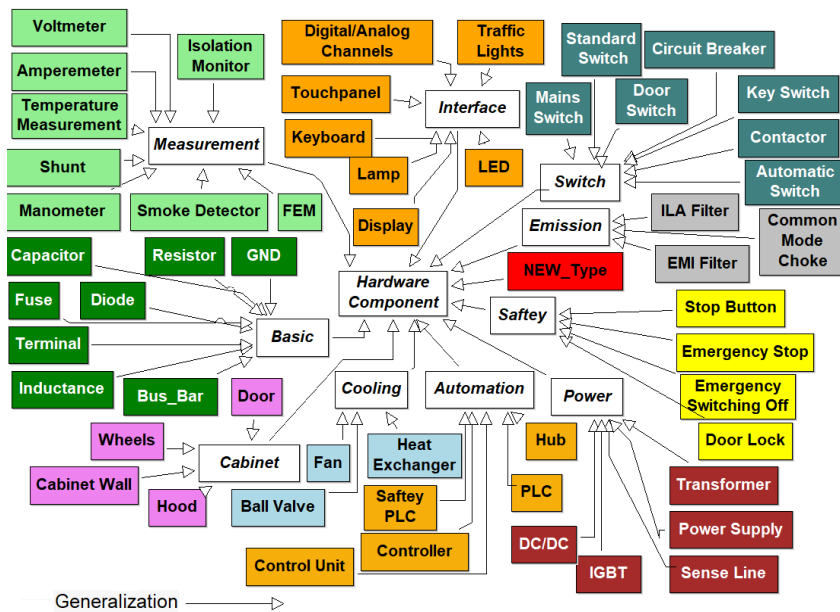 Voltmeter
Isolation
Monitor
Digital/Analog
Channels
Traffic
Lights
Standard
Switch
Circuit Breaker
Amperemeter
Touchpanel
Interface
Mains
Switch
Door
Switch
Key Switch
Temperature
Measurement
Measurement
Keyboard
Contactor
Shunt
Lamp
LED
Switch
Automatic
Switch
Manometer
Smoke Detector
FEM
Display
Emission
ILA Filter
Common
Mode
Choke
Capacitor
Resistor
GND
Hardware
Component
NEW_Type
EMI Filter
Fuse
Diode
Basic
Saftey
Stop Button
Terminal
Emergency Stop
Inductance
Bus_Bar
Door
Cooling
Automation
Power
Emergency
Switching Off
Wheels
Cabinet
Fan
Heat
Exchanger
Hub
Door Lock
Cabinet Wall
Hood
Ball Valve
Saftey
PLC
PLC
Transformer
Control Unit
Controller
DC/DC
IGBT
Power Supply
Sense Line
Generalization